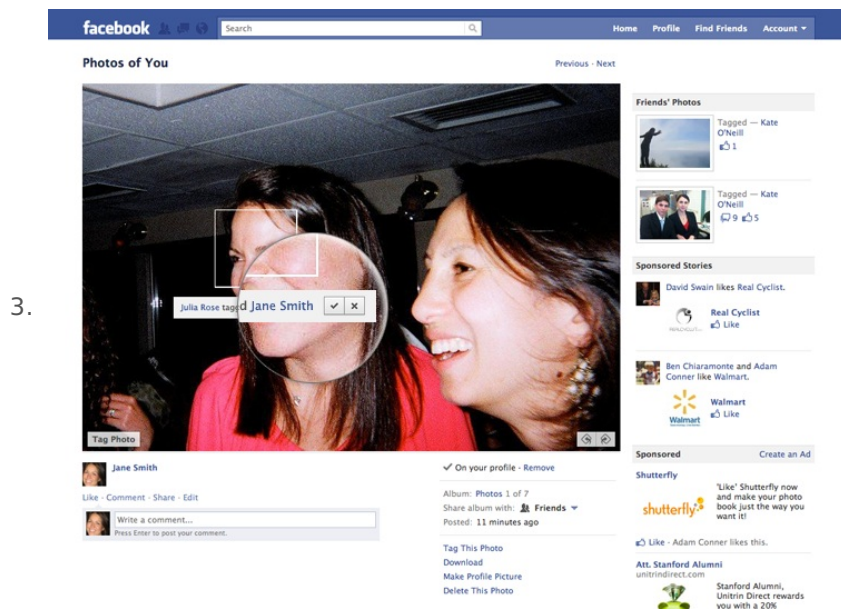 facebook
Search
Home Profile Find Friends Account
Photos of You
Previous · Next
3.
Julia Rose tagged Jane Smith
Tag Photo
Jane Smith
Like · Comment · Share · Edit
Write a comment...
Press Enter to post your comment.
✓ On your profile · Remove
Album: Photos 1 of 7
Share album with: Friends
Posted: 11 minutes ago
Tag This Photo
Download
Make Profile Picture
Delete This Photo
Friends' Photos
Tagged — Kate
O'Neill
1
Tagged — Kate
O'Neill
9 5
Sponsored Stories
David Swain likes Real Cyclist.
Real Cyclist
Like
Ben Chiaramonte and Adam
Conner like Walmart.
Walmart
Walmart
Like
Sponsored
Create an Ad
Shutterfly
shutterfly
'Like' Shutterfly now
and make your photo
book just the way you
want it!
Like · Adam Conner likes this.
Att. Stanford Alumni
unitrindirect.com
Stanford Alumni,
Unitrin Direct rewards
you with a 20%